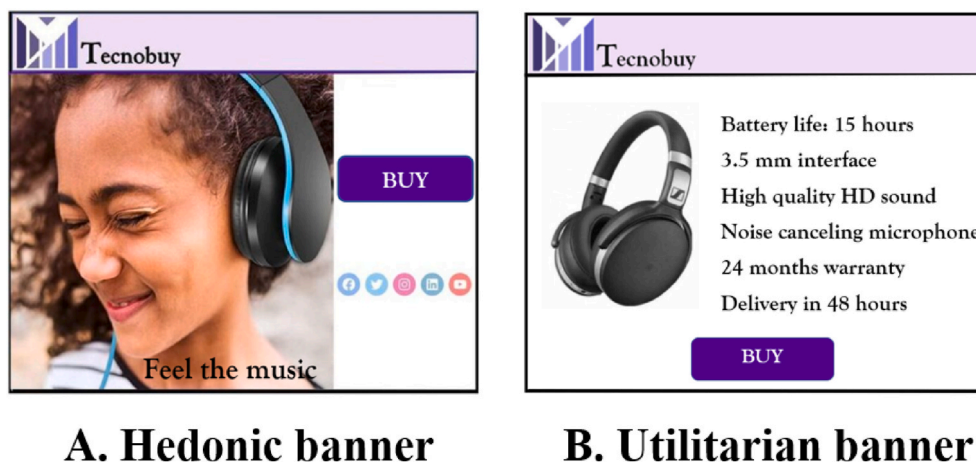 Tecnobuy
BUY
Feel the music
A. Hedonic banner
Tecnobuy
Battery life: 15 hours
3.5 mm interface
High quality HD sound
Noise canceling microphone
24 months warranty
Delivery in 48 hours
BUY
B. Utilitarian banner